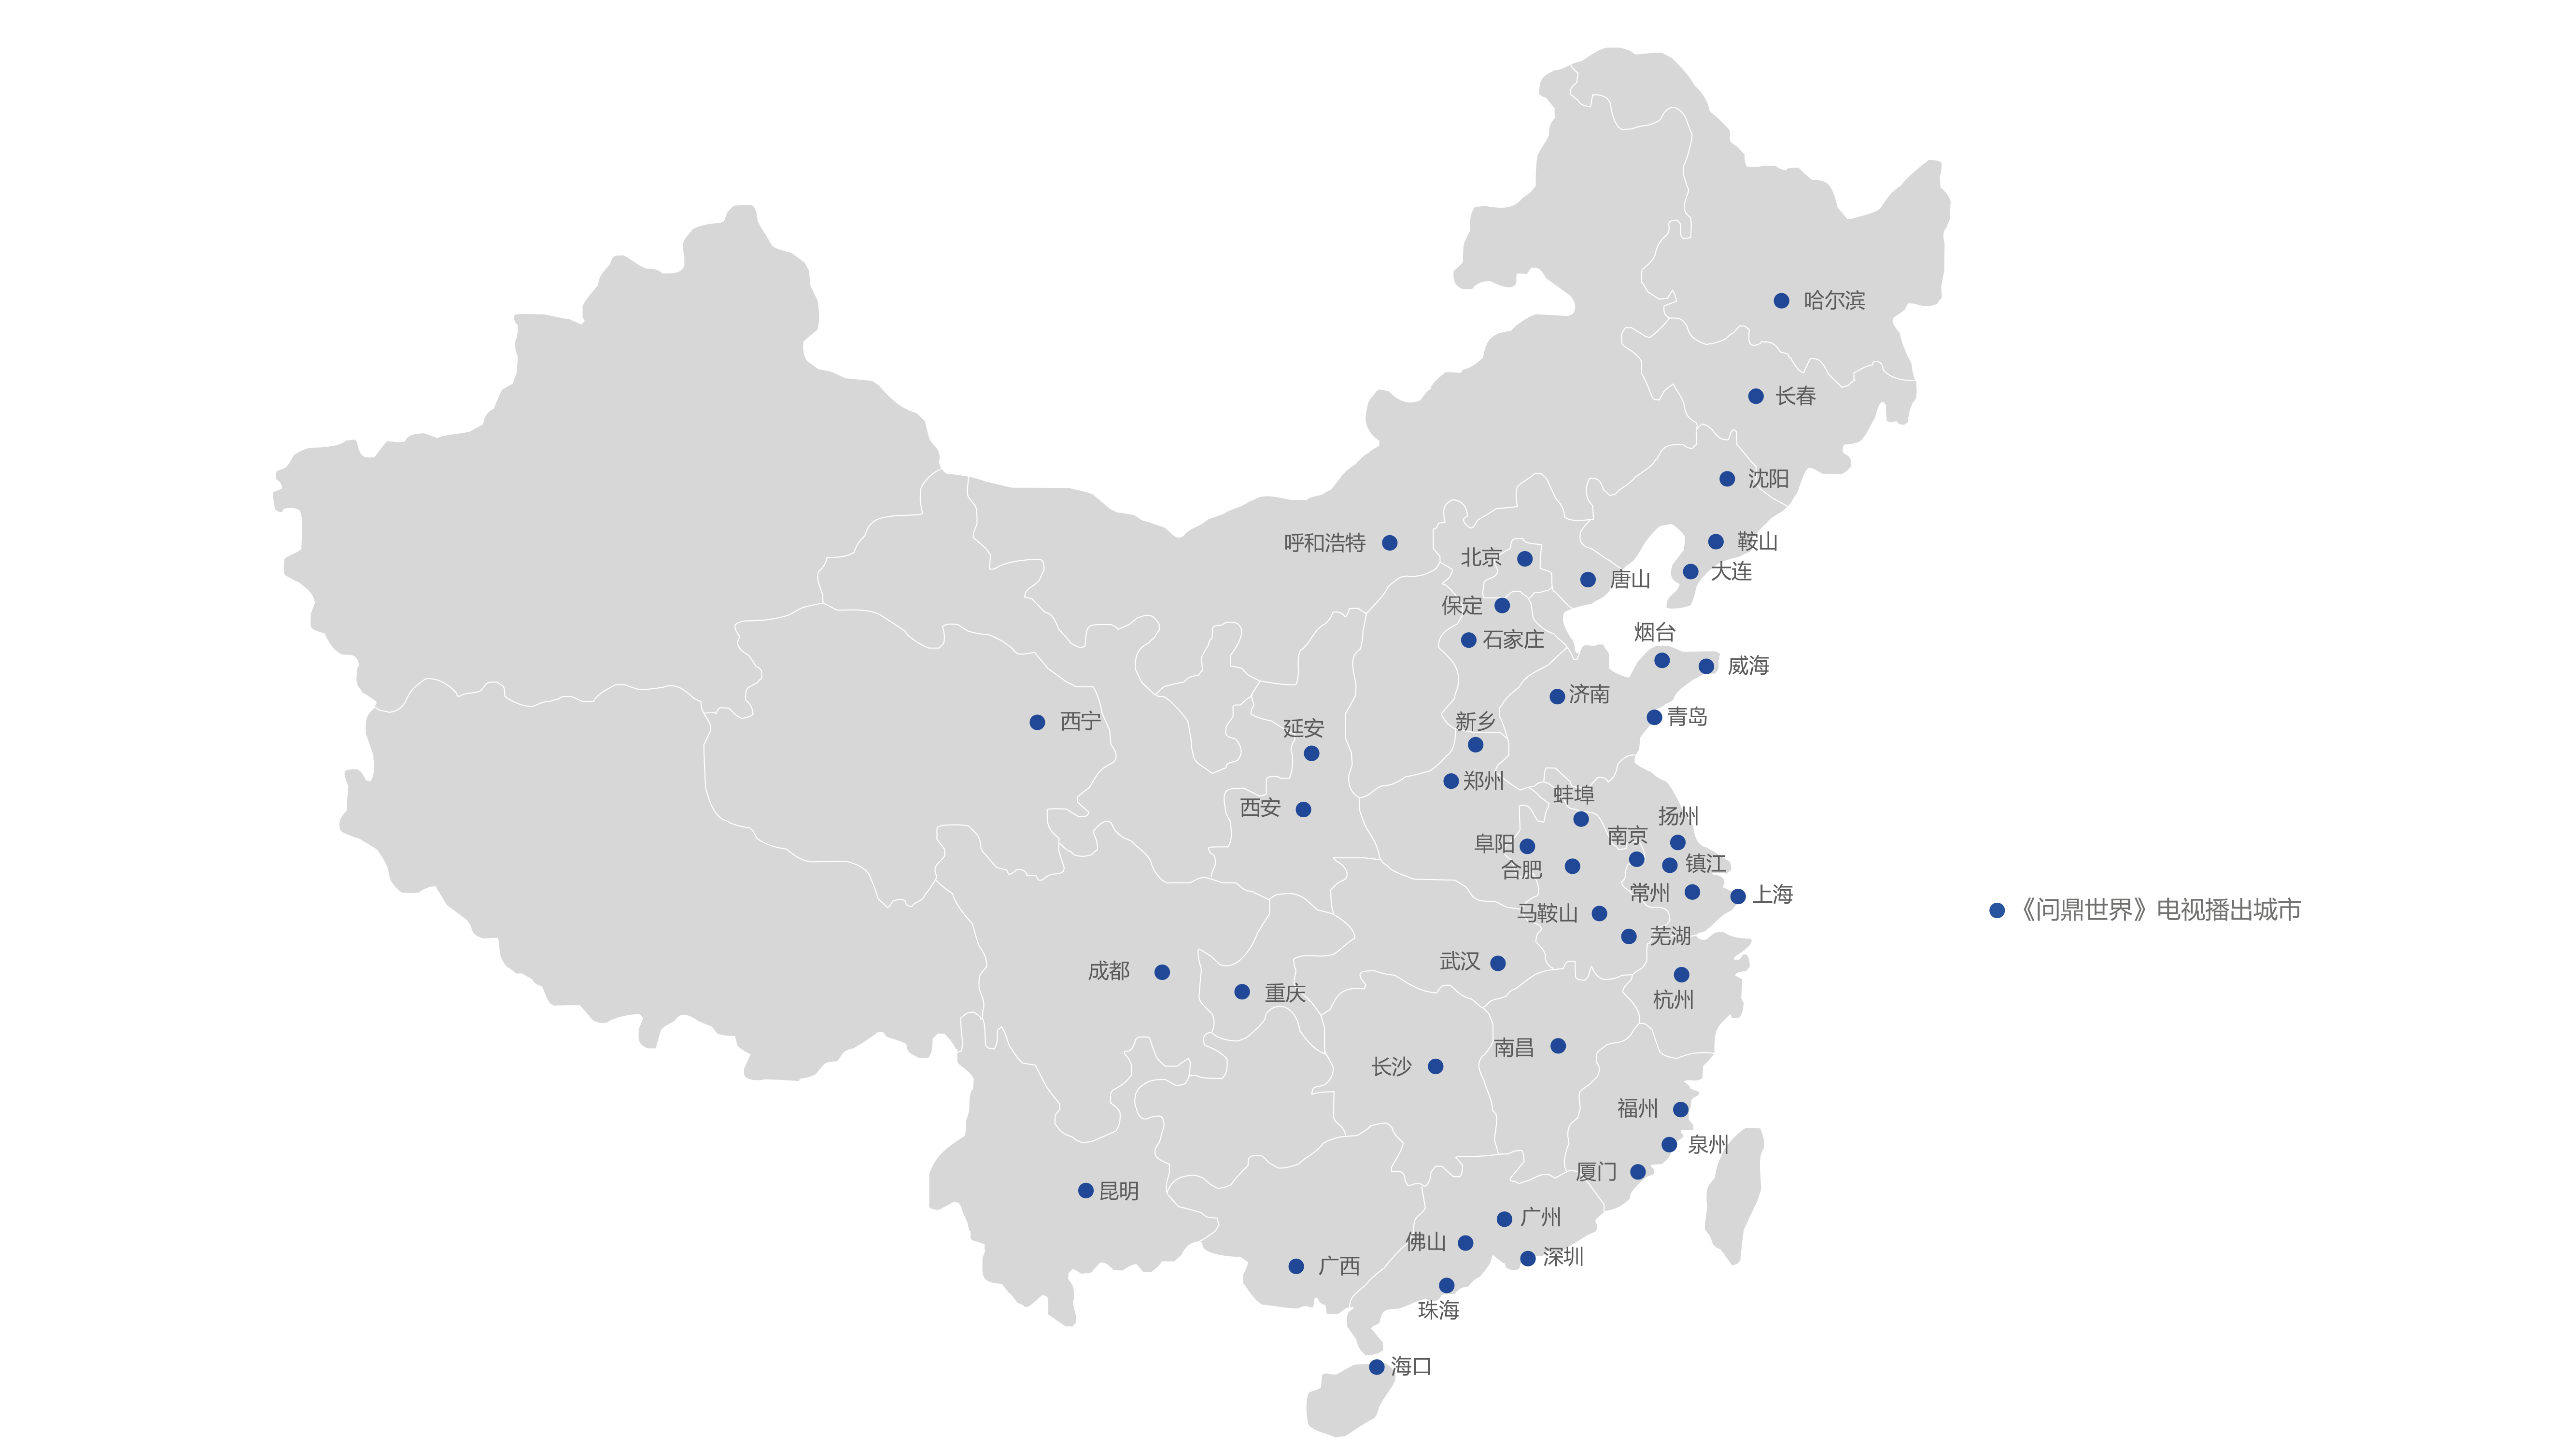 哈尔滨
长春
沈阳
鞍山
呼和浩特
北京
大连
唐山
保定
烟台
石家庄
威海
济南
青岛
西宁
新乡
延安
郑州
蚌埠
西安
扬州
南京
阜阳
镇江
合肥
常州
上海
《问鼎世界》电视播出城市
马鞍山
芜湖
武汉
成都
重庆
杭州
南昌
长沙
福州
泉州
厦门
昆明
广州
佛山
深圳
广西
珠海
海口